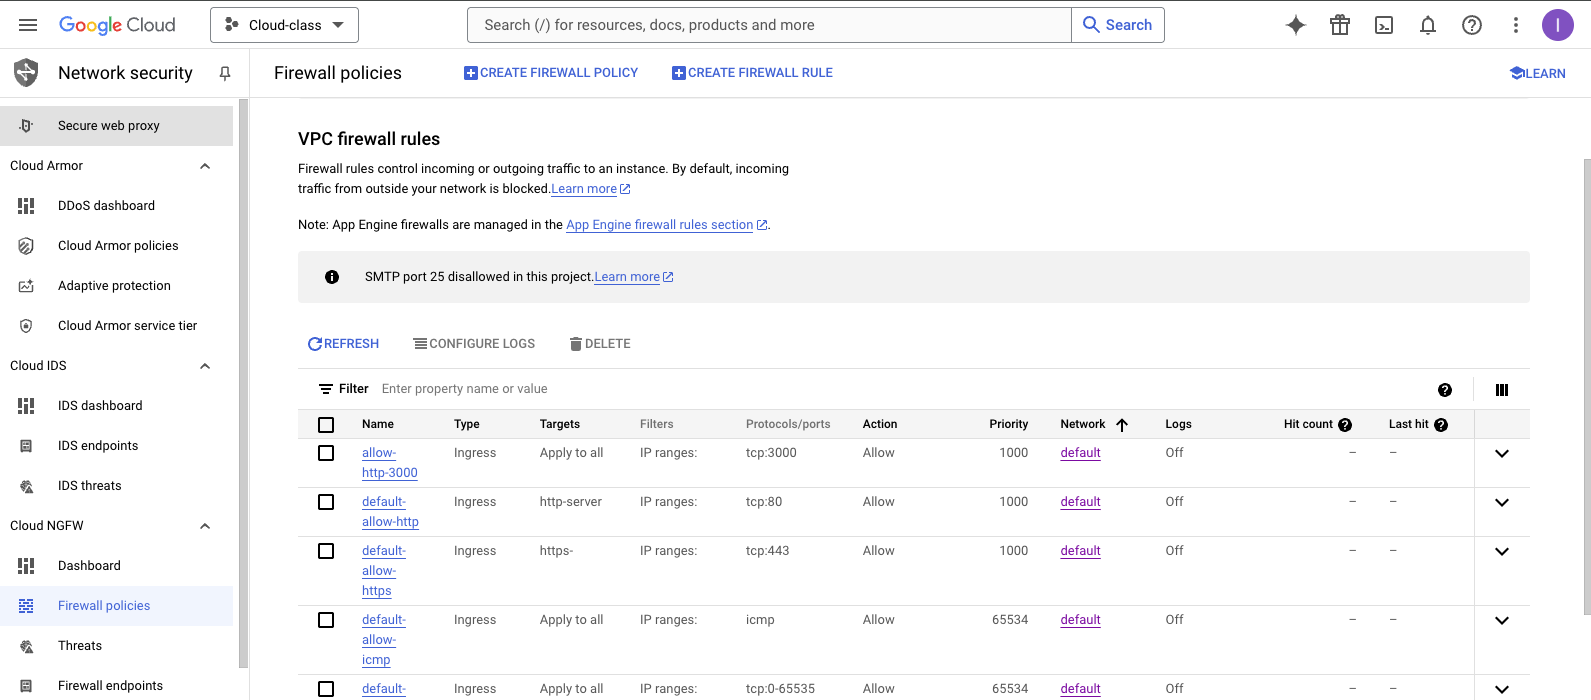 Google Cloud
Cloud-class
Search (/) for resources, docs, products and more
Search
I
Network security
Firewall policies
CREATE FIREWALL POLICY
CREATE FIREWALL RULE
LEARN
Secure web proxy
Cloud Armor
DDoS dashboard
Cloud Armor policies
Adaptive protection
Cloud Armor service tier
Cloud IDS
IDS dashboard
IDS endpoints
IDS threats
Cloud NGFW
Dashboard
Firewall policies
Threats
Firewall endpoints
VPC firewall rules
Firewall rules control incoming or outgoing traffic to an instance. By default, incoming
traffic from outside your network is blocked.Learn more
Note: App Engine firewalls are managed in the App Engine firewall rules section.
SMTP port 25 disallowed in this project.Learn more
REFRESH CONFIGURE LOGS DELETE
Filter Enter property name or value
Name Type Targets Filters Protocols/ports Action Priority Network Logs Hit count Last hit
allow- Ingress Apply to all IP ranges: tcp:3000 Allow 1000 default Off – –
http-3000
default- Ingress http-server IP ranges: tcp:80 Allow 1000 default Off – –
allow-http
default- Ingress https- IP ranges: tcp:443 Allow 1000 default Off – –
allow-
https
default- Ingress Apply to all IP ranges: icmp Allow 65534 default Off – –
allow-
icmp
default- Ingress Apply to all IP ranges: tcp:0-65535 Allow 65534 default Off – –